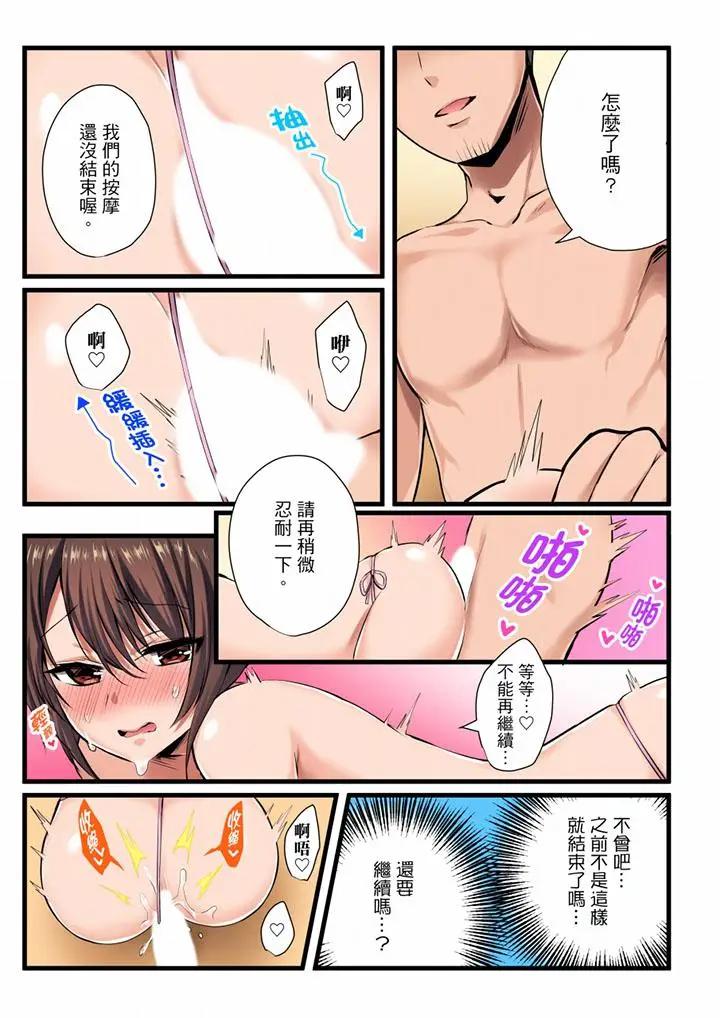 怎麼了嗎？
啊♡
抽出
我們的按摩
還沒結束喔。
咿♡
啊♡
緩緩插入…
請再稍微
忍耐一下。
啪
啪
啪
啪
等等…♡
不能再繼續…
不曾吧…
之前不是這樣
就結束了嗎…
還要
繼續嗎…？
收縮
啊唔
♡
收縮